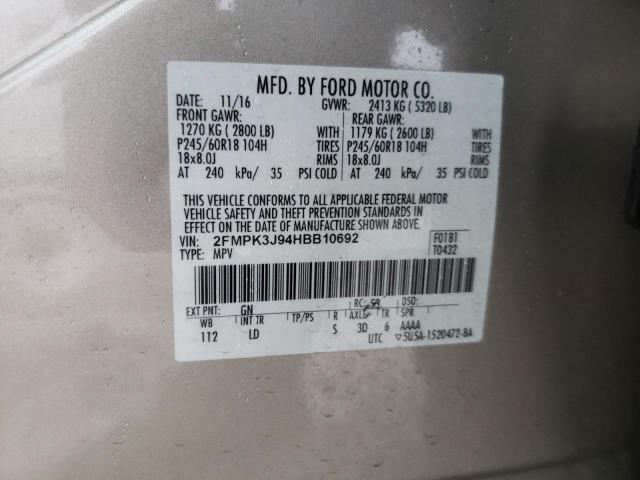 MFD. BY FORD MOTOR CO.
DATE: 11/16 GVWR: 2413 KG ( 5320 LB)
FRONT GAWR: REAR GAWR:
1270 KG ( 2800 LB) WITH 1179 KG ( 2600 LB) WITH
P245/60R18 104H TIRES P245/60R18 104H TIRES
18x8.0J RIMS 18x8.0J RIMS
AT 240 kPa/ 35 PSI COLD AT 240 kPa/ 35 PSI COLD
THIS VEHICLE CONFORMS TO ALL APPLICABLE FEDERAL MOTOR
VEHICLE SAFETY AND THEFT PREVENTION STANDARDS IN
EFFECT ON THE DATE OF MANUFACTURE SHOWN ABOVE.
VIN: 2FMPK3J94HBB10692 F0181
TYPE: MPV T0432
EXT PNT: GN RC: 59 DSO:
WB INT TR TP/PS R AXLE TR SPR
112 LD S 3D 6 AAAA
UTC ▽5U5A-1520472-BA